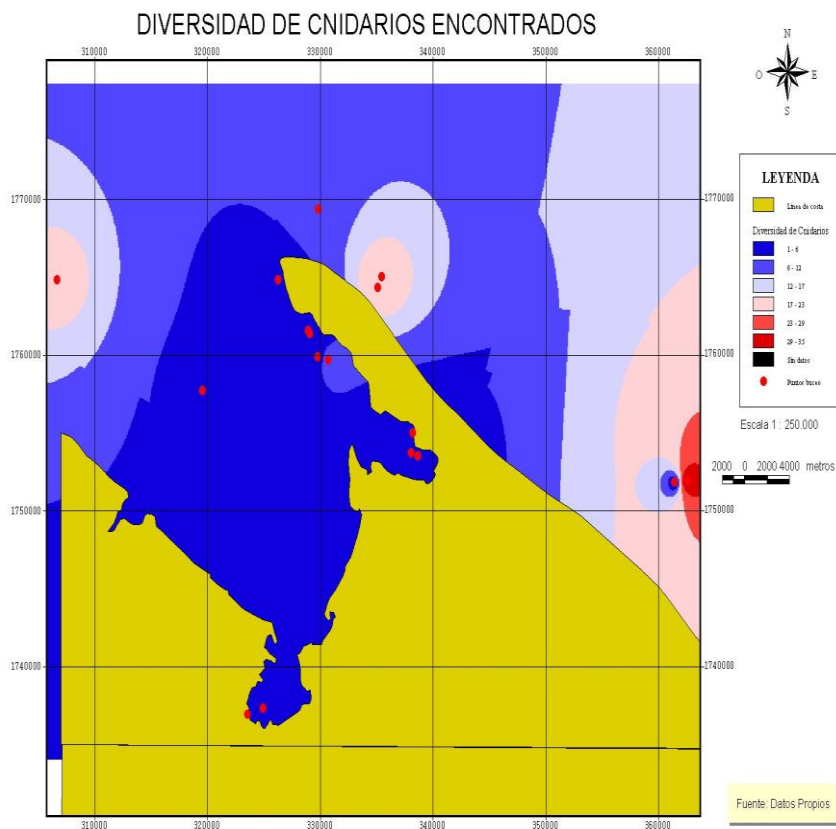 DIVERSIDAD DE CNIDARIOS ENCONTRADOS
310000 320000 330000 340000 350000 360000
N
O E
S
1770000 1770000
1760000 1760000
1750000 1750000
1740000 1740000
310000 320000 330000 340000 350000 360000
LEYENDA
Línea de costa
Diversidad de Cnidarios
1 - 6
6 - 12
12 - 17
17 - 23
23 - 29
29 - 35
Sin datos
Puntos buceo
Escala 1 : 250.000
2000 0 2000 4000 metros
Fuente: Datos Propios